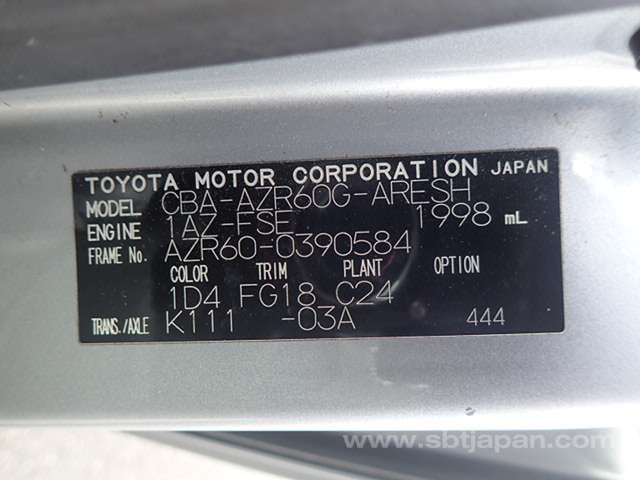 TOYOTA MOTOR CORPORATION JAPAN
MODEL CBA-AZR60G-ARESH
ENGINE 1AZ-FSE 1998 mL
FRAME No. AZR60-0390584
COLOR TRIM PLANT OPTION
1D4 FG18 C24
TRANS./AXLE K111 -03A 444
www.sbtjapan.com